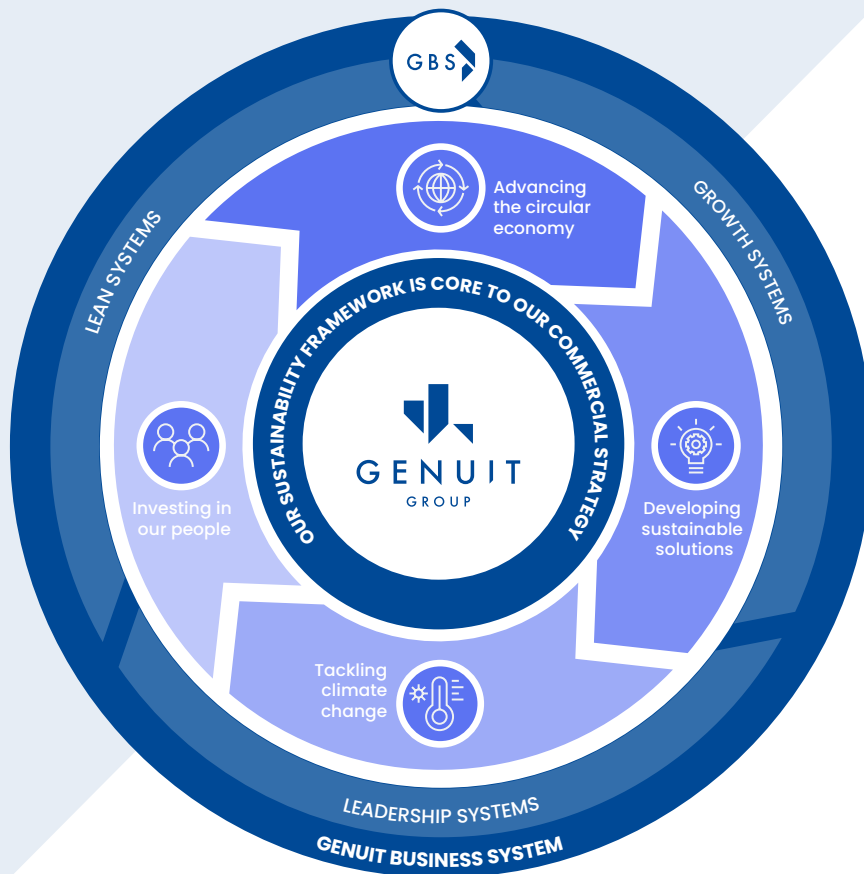 GBS
LEAN SYSTEMS
GROWTH SYSTEMS
Advancing
the circular
economy
OUR SUSTAINABILITY FRAMEWORK IS CORE TO OUR COMMERCIAL STRATEGY
GENUIT
GROUP
Investing in
our people
Developing
sustainable
solutions
Tackling
climate
change
LEADERSHIP SYSTEMS
GENUIT BUSINESS SYSTEM